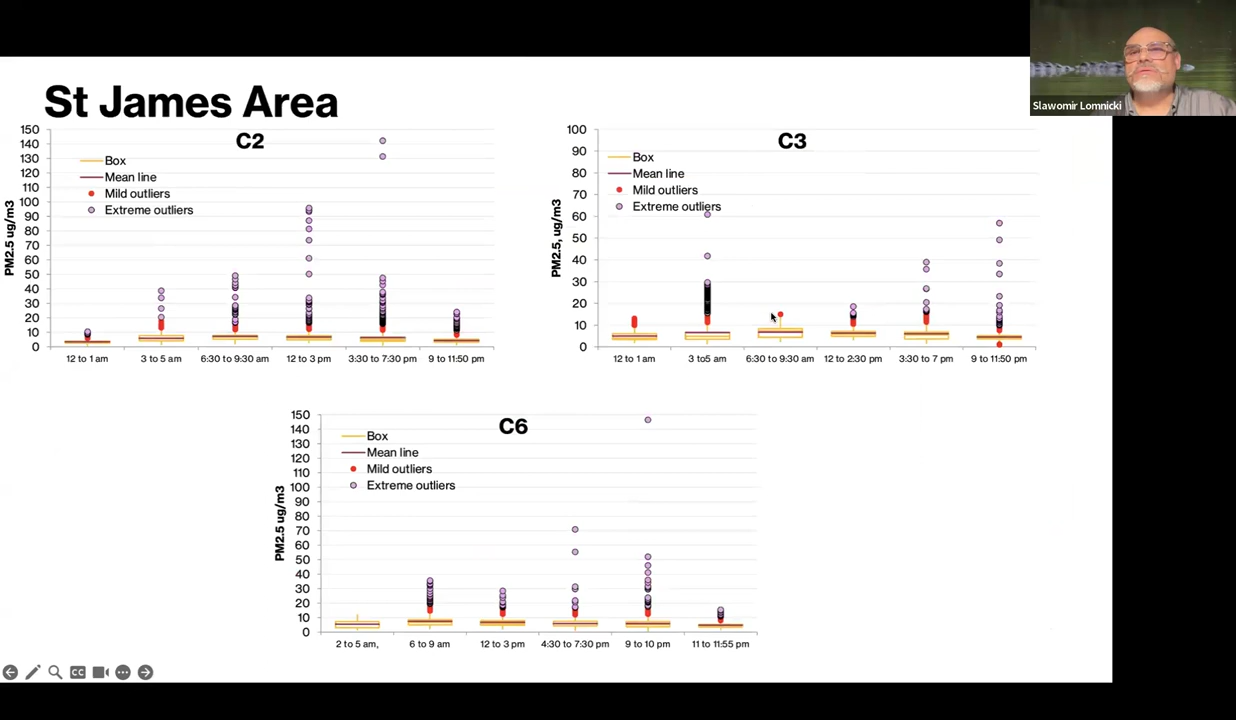 Slawomir Lomnicki
St James Area
C2
150
140
130
120
110
100
90
80
70
60
50
40
30
20
10
0
PM2.5 ug/m3
Box
Mean line
Mild outliers
Extreme outliers
12 to 1 am
3 to 5 am
6:30 to 9:30 am
12 to 3 pm
3:30 to 7:30 pm
9 to 11:50 pm
C3
100
90
80
70
60
50
40
30
20
10
0
PM2.5, ug/m3
Box
Mean line
Mild outliers
Extreme outliers
12 to 1 am
3 to5 am
6:30 to 9:30 am
12 to 2:30 pm
3:30 to 7 pm
9 to 11:50 pm
C6
150
140
130
120
110
100
90
80
70
60
50
40
30
20
10
0
PM2.5 ug/m3
Box
Mean line
Mild outliers
Extreme outliers
2 to 5 am,
6 to 9 am
12 to 3 pm
4:30 to 7:30 pm
9 to 10 pm
11 to 11:55 pm
CC